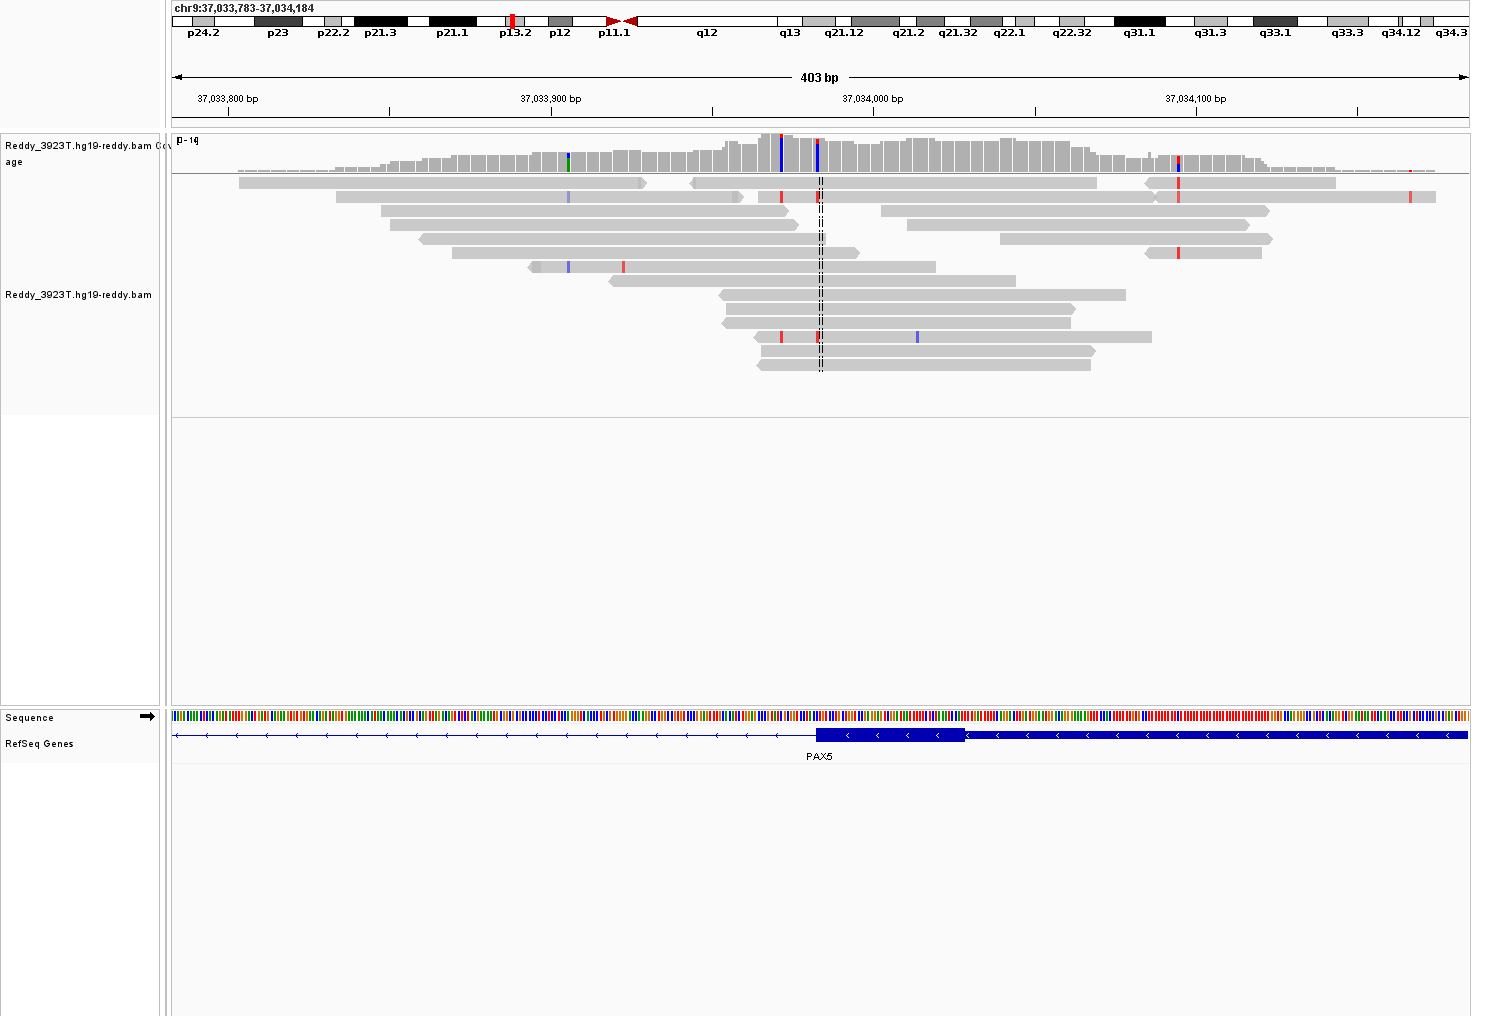 chr9:37,033,783-37,034,184
p24.2 p23 p22.2 p21.3 p21.1 p13.2 p12 p11.1 q12 q13 q21.12 q21.2 q21.32 q22.1 q22.32 q31.1 q31.3 q33.1 q33.3 q34.12 q34.3
403 bp
37,033,800 bp 37,033,900 bp 37,034,000 bp 37,034,100 bp
Reddy_3923T.hg19-reddy.bam Cov
age
Reddy_3923T.hg19-reddy.bam
Sequence
RefSeq Genes
PAX5